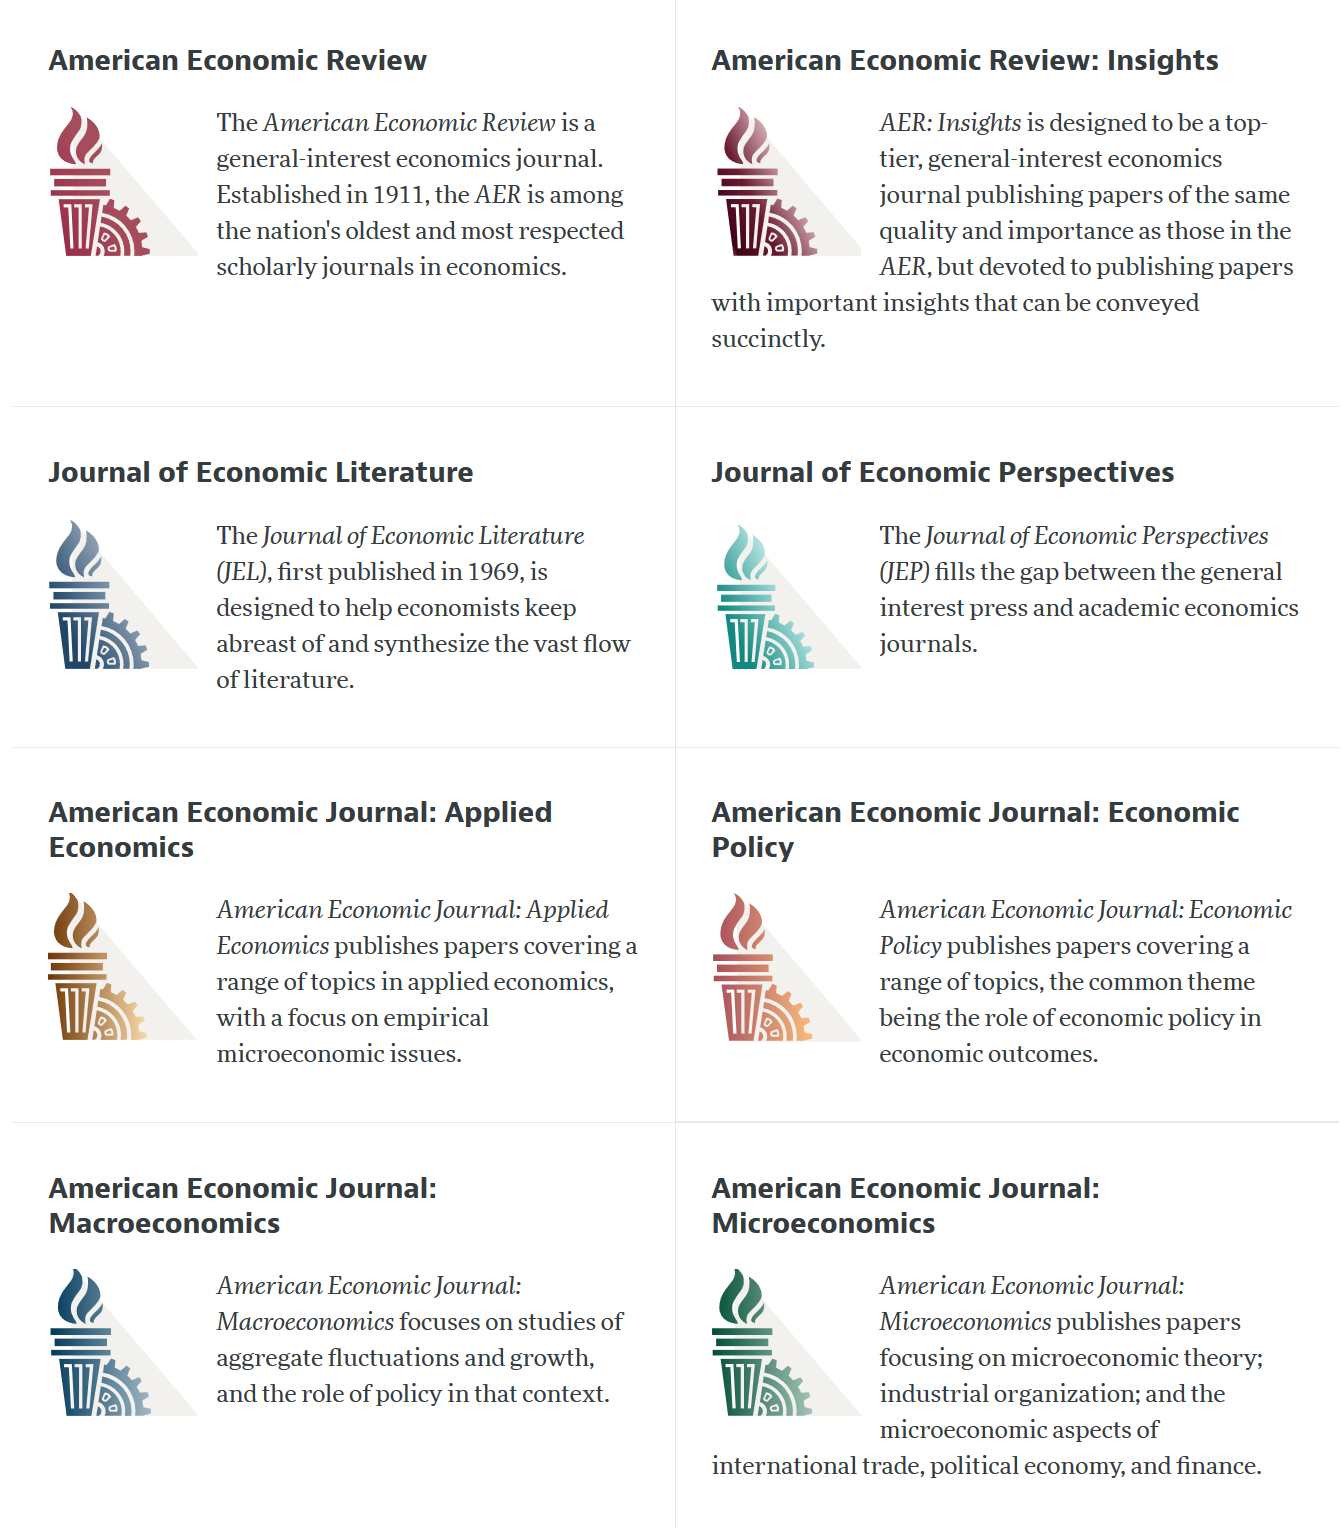 American Economic Review
The American Economic Review is a
general-interest economics journal.
Established in 1911, the AER is among
the nation's oldest and most respected
scholarly journals in economics.
American Economic Review: Insights
AER: Insights is designed to be a top-
tier, general-interest economics
journal publishing papers of the same
quality and importance as those in the
AER, but devoted to publishing papers
with important insights that can be conveyed
succinctly.
Journal of Economic Literature
The Journal of Economic Literature
(JEL), first published in 1969, is
designed to help economists keep
abreast of and synthesize the vast flow
of literature.
Journal of Economic Perspectives
The Journal of Economic Perspectives
(JEP) fills the gap between the general
interest press and academic economics
journals.
American Economic Journal: Applied
Economics
American Economic Journal: Applied
Economics publishes papers covering a
range of topics in applied economics,
with a focus on empirical
microeconomic issues.
American Economic Journal: Economic
Policy
American Economic Journal: Economic
Policy publishes papers covering a
range of topics, the common theme
being the role of economic policy in
economic outcomes.
American Economic Journal:
Macroeconomics
American Economic Journal:
Macroeconomics focuses on studies of
aggregate fluctuations and growth,
and the role of policy in that context.
American Economic Journal:
Microeconomics
American Economic Journal:
Microeconomics publishes papers
focusing on microeconomic theory;
industrial organization; and the
microeconomic aspects of
international trade, political economy, and finance.